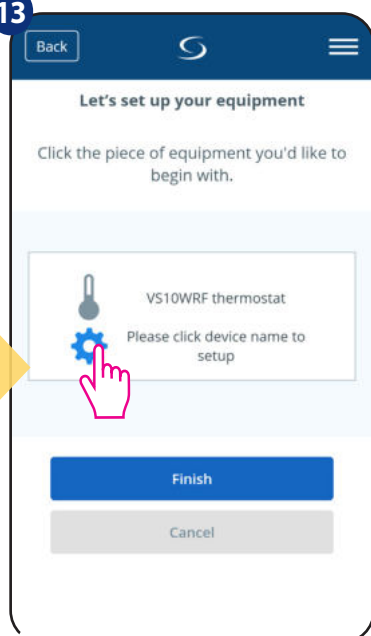 13
Back
Let's set up your equipment
Click the piece of equipment you'd like to
begin with.
VS10WRF thermostat
Please click device name to
setup
Finish
Cancel